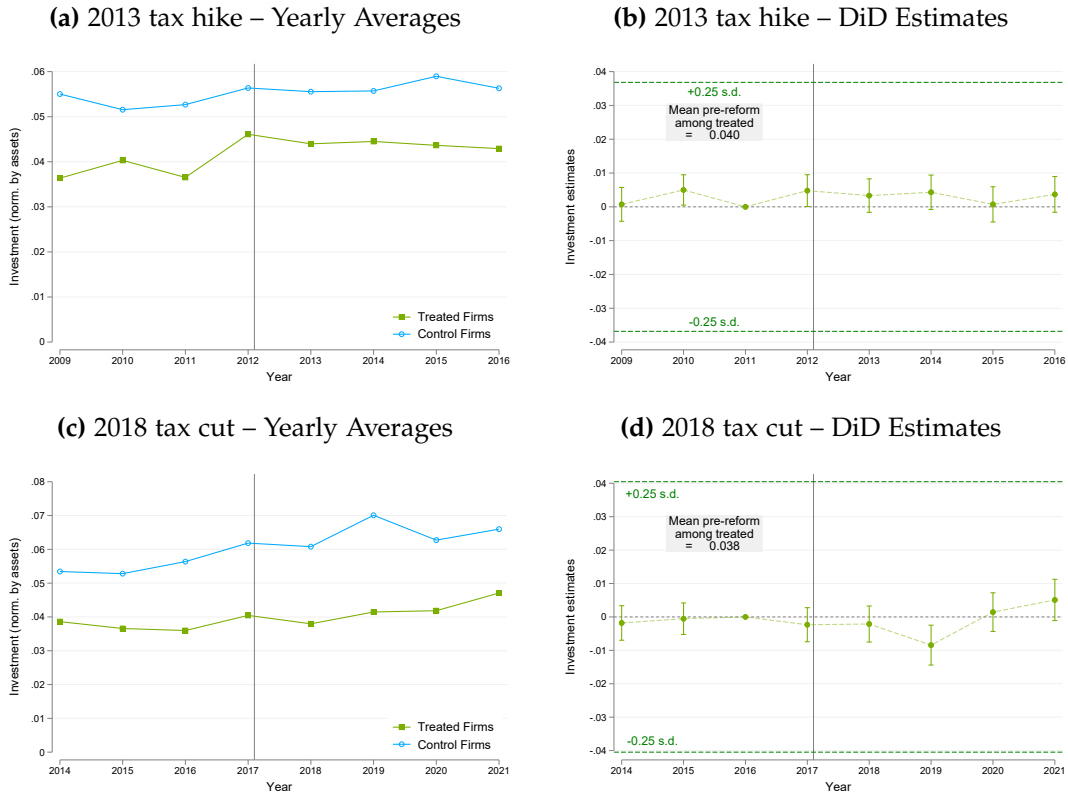 (a) 2013 tax hike – Yearly Averages
Investment (norm. by assets)
.06
.05
.04
.03
.02
.01
0
Treated Firms
Control Firms
2009 2010 2011 2012 2013 2014 2015 2016
Year
(b) 2013 tax hike – DiD Estimates
Investment estimates
.04
.03
.02
.01
0
-.01
-.02
-.03
-.04
+0.25 s.d.
Mean pre-reform
among treated
= 0.040
-0.25 s.d.
2009 2010 2011 2012 2013 2014 2015 2016
Year
(c) 2018 tax cut – Yearly Averages
Investment (norm. by assets)
.08
.07
.06
.05
.04
.03
.02
.01
0
Treated Firms
Control Firms
2014 2015 2016 2017 2018 2019 2020 2021
Year
(d) 2018 tax cut – DiD Estimates
Investment estimates
.04
.03
.02
.01
0
-.01
-.02
-.03
-.04
+0.25 s.d.
Mean pre-reform
among treated
= 0.038
-0.25 s.d.
2014 2015 2016 2017 2018 2019 2020 2021
Year